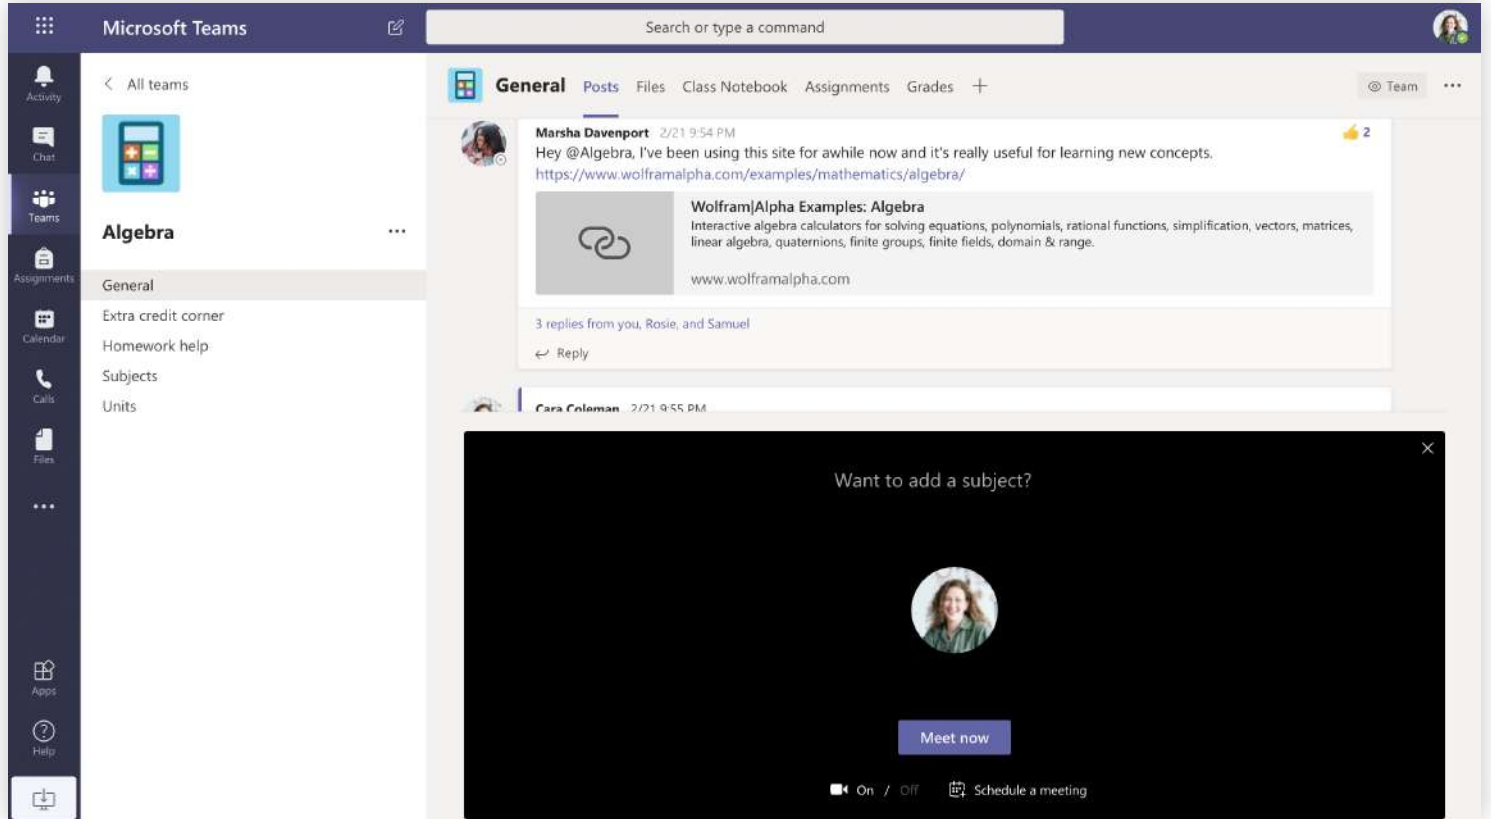 Microsoft Teams
Search or type a command
Activity
Chat
Teams
Assignments
Calendar
Calls
Files
Apps
Help
All teams
Algebra
General
Extra credit corner
Homework help
Subjects
Units
General Posts Files Class Notebook Assignments Grades
Team
Marsha Davenport 2/21 9:54 PM
2
Hey @Algebra, I've been using this site for awhile now and it's really useful for learning new concepts.
https://www.wolframalpha.com/examples/mathematics/algebra/
Wolfram|Alpha Examples: Algebra
Interactive algebra calculators for solving equations, polynomials, rational functions, simplification, vectors, matrices,
linear algebra, quaternions, finite groups, finite fields, domain & range.
www.wolframalpha.com
3 replies from you, Rosie, and Samuel
Reply
Cara Coleman 2/21 9:55 PM
Want to add a subject?
Meet now
On / Off Schedule a meeting